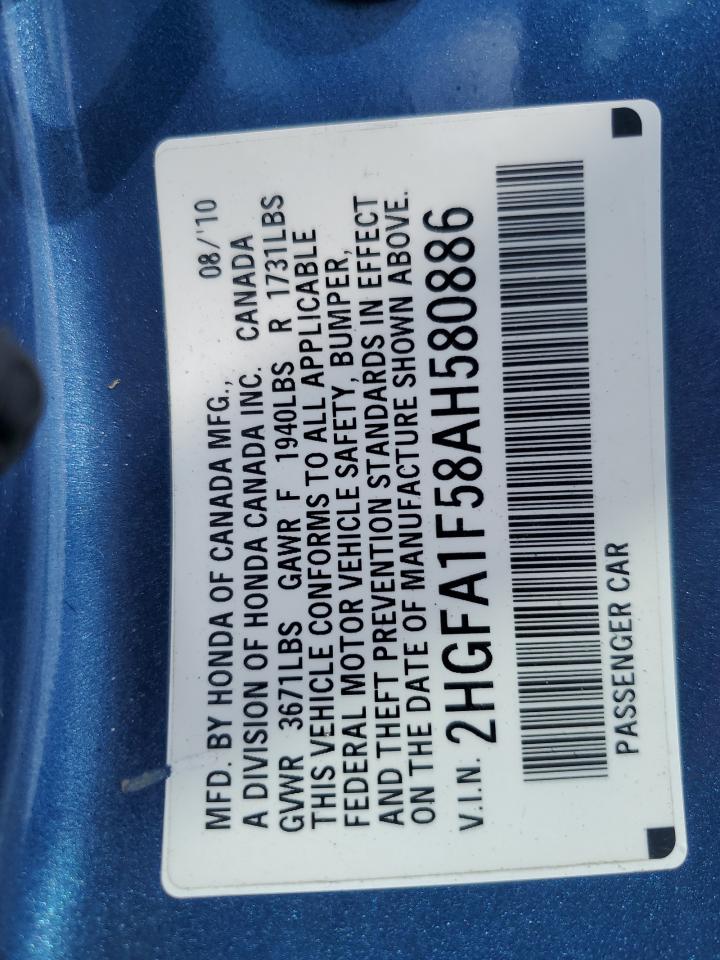 MFD. BY HONDA OF CANADA MFG., 08/'10
A DIVISION OF HONDA CANADA INC. CANADA
GVWR 3671LBS GAWR F 1940LBS R 1731LBS
THIS VEHICLE CONFORMS TO ALL APPLICABLE
FEDERAL MOTOR VEHICLE SAFETY, BUMPER,
AND THEFT PREVENTION STANDARDS IN EFFECT
ON THE DATE OF MANUFACTURE SHOWN ABOVE.
V.I.N. 2HGFA1F58AH580886
PASSENGER CAR